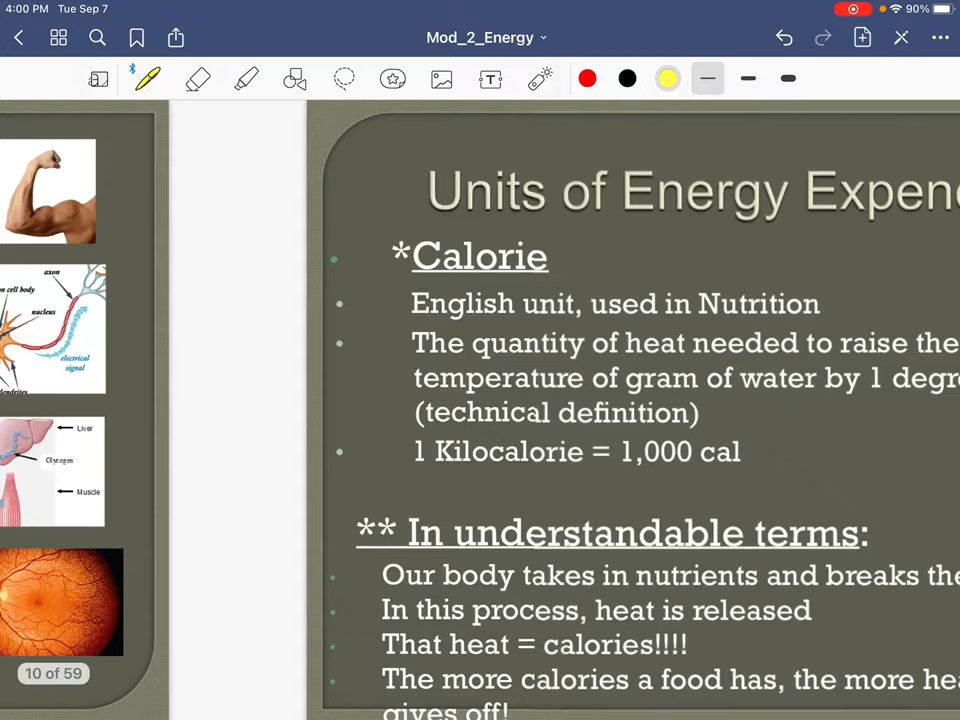 4:00 PM Tue Sep 7
90%
Mod_2_Energy
T
axon
cell body
nucleus
electrical
signal
Liver
Glycogen
Muscle
10 of 59
Units of Energy
• *Calorie
• English unit, used in Nutrition
• The quantity of heat needed to raise the
temperature of gram of water by 1
(technical definition)
• 1 Kilocalorie = 1,000 cal
** In understandable terms:
• Our body takes in nutrients and breaks
• In this process, heat is released
• That heat = calories!!!!
• The more calories a food has, the more
gives off!